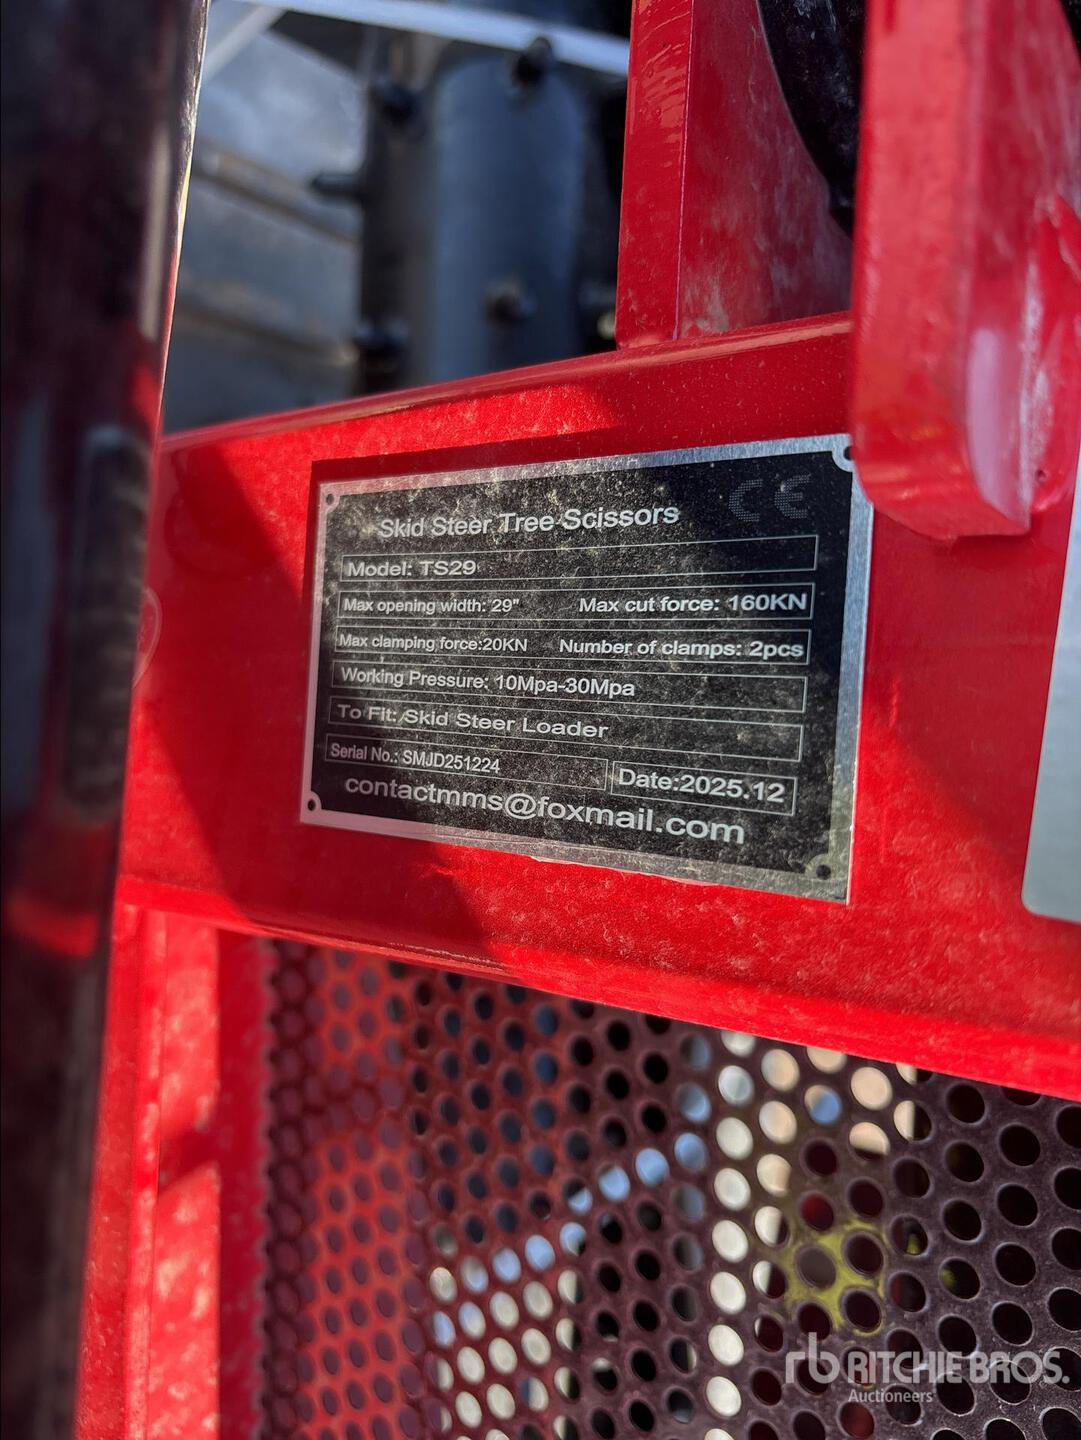 CE
Skid Steer Tree Scissors
Model: TS29
Max opening width: 29" Max cut force: 160KN
Max clamping force:20KN Number of clamps: 2pcs
Working Pressure: 10Mpa-30Mpa
To Fit: Skid Steer Loader
Serial No.: SMJD251224 Date:2025.12
contactmms@foxmail.com
rb RITCHIE BROS.
Auctioneers